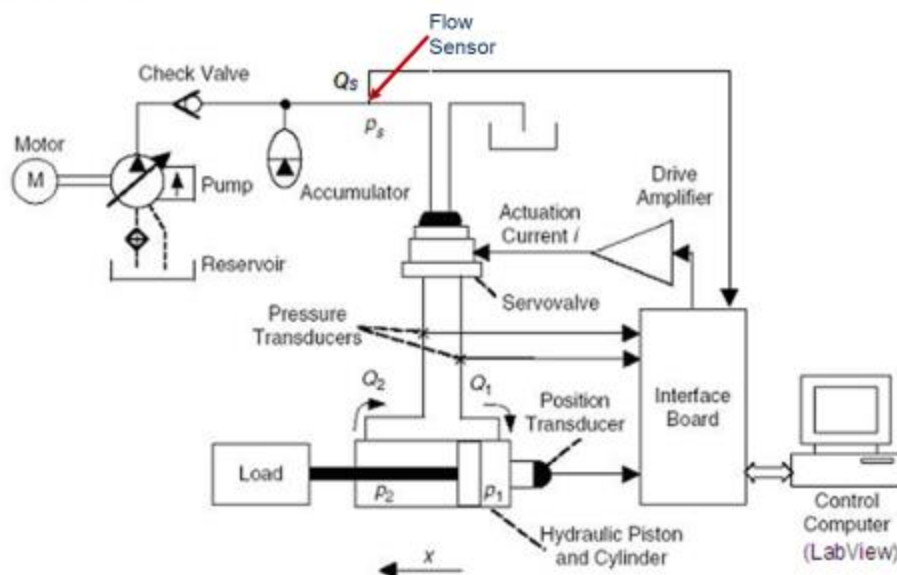 Flow
Sensor
Check Valve
Qs
ps
Motor
M
Pump
Accumulator
Reservoir
Drive
Amplifier
Actuation
Current i
Servovalve
Pressure
Transducers
Q2
Q1
Position
Transducer
Interface
Board
Load
p2
p1
Hydraulic Piston
and Cylinder
x
Control
Computer
(LabView)